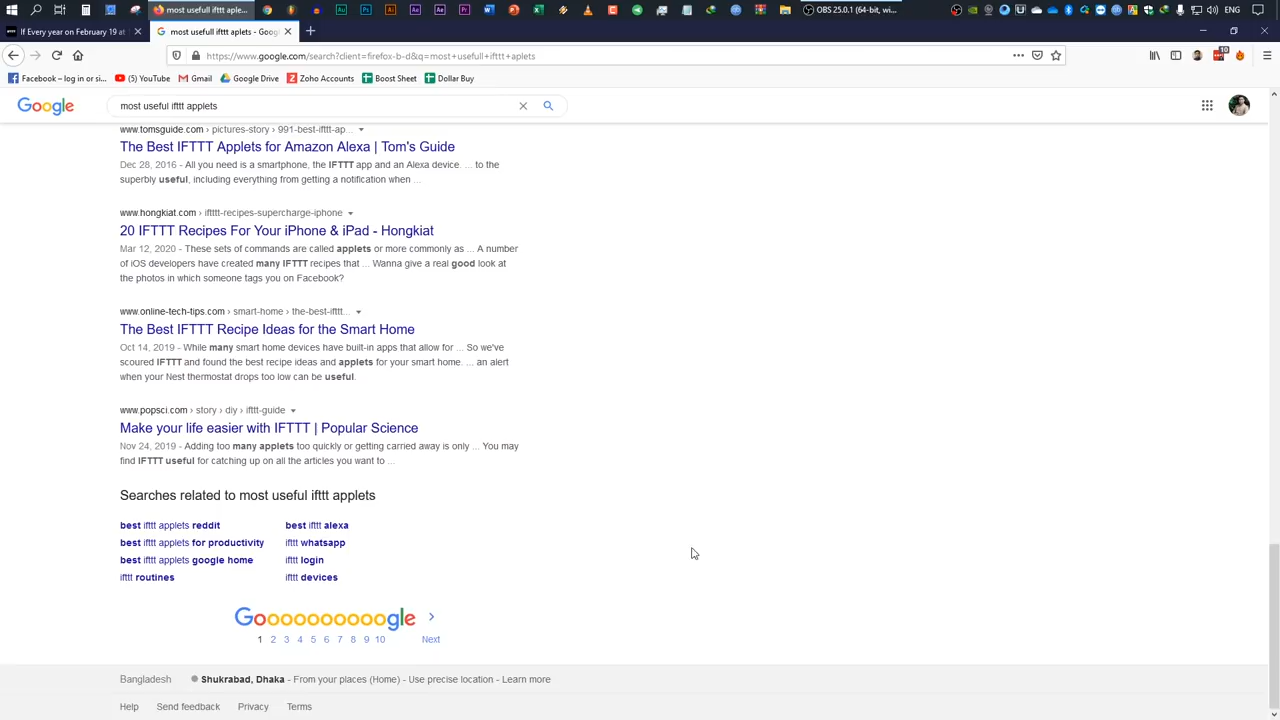 most usefull ifttt aplets
OBS 25.0.1 (64-bit, wi...
ENG
If Every year on February 19 at
most usefull ifttt aplets - Goog
https://www.google.com/search?client=firefox-b-d&q=most+usefull+ifttt+aplets
10
Facebook – log in or si...
(5) YouTube
Gmail
Google Drive
Zoho Accounts
Boost Sheet
Dollar Buy
Google
most useful ifttt applets
www.tomsguide.com › pictures-story › 991-best-ifttt-ap...
The Best IFTTT Applets for Amazon Alexa | Tom's Guide
Dec 28, 2016 - All you need is a smartphone, the IFTTT app and an Alexa device. ... to the
superbly useful, including everything from getting a notification when ...
www.hongkiat.com › iftttt-recipes-supercharge-iphone
20 IFTTT Recipes For Your iPhone & iPad - Hongkiat
Mar 12, 2020 - These sets of commands are called applets or more commonly as ... A number
of iOS developers have created many IFTTT recipes that ... Wanna give a real good look at
the photos in which someone tags you on Facebook?
www.online-tech-tips.com › smart-home › the-best-ifttt...
The Best IFTTT Recipe Ideas for the Smart Home
Oct 14, 2019 - While many smart home devices have built-in apps that allow for ... So we've
scoured IFTTT and found the best recipe ideas and applets for your smart home. ... an alert
when your Nest thermostat drops too low can be useful.
www.popsci.com › story › diy › ifttt-guide
Make your life easier with IFTTT | Popular Science
Nov 24, 2019 - Adding too many applets too quickly or getting carried away is only ... You may
find IFTTT useful for catching up on all the articles you want to ...
Searches related to most useful ifttt applets
best ifttt applets reddit
best ifttt alexa
best ifttt applets for productivity
ifttt whatsapp
best ifttt applets google home
ifttt login
ifttt routines
ifttt devices
Goooooooooogle
1 2 3 4 5 6 7 8 9 10 Next
Bangladesh
Shukrabad, Dhaka - From your places (Home) - Use precise location - Learn more
Help Send feedback Privacy Terms